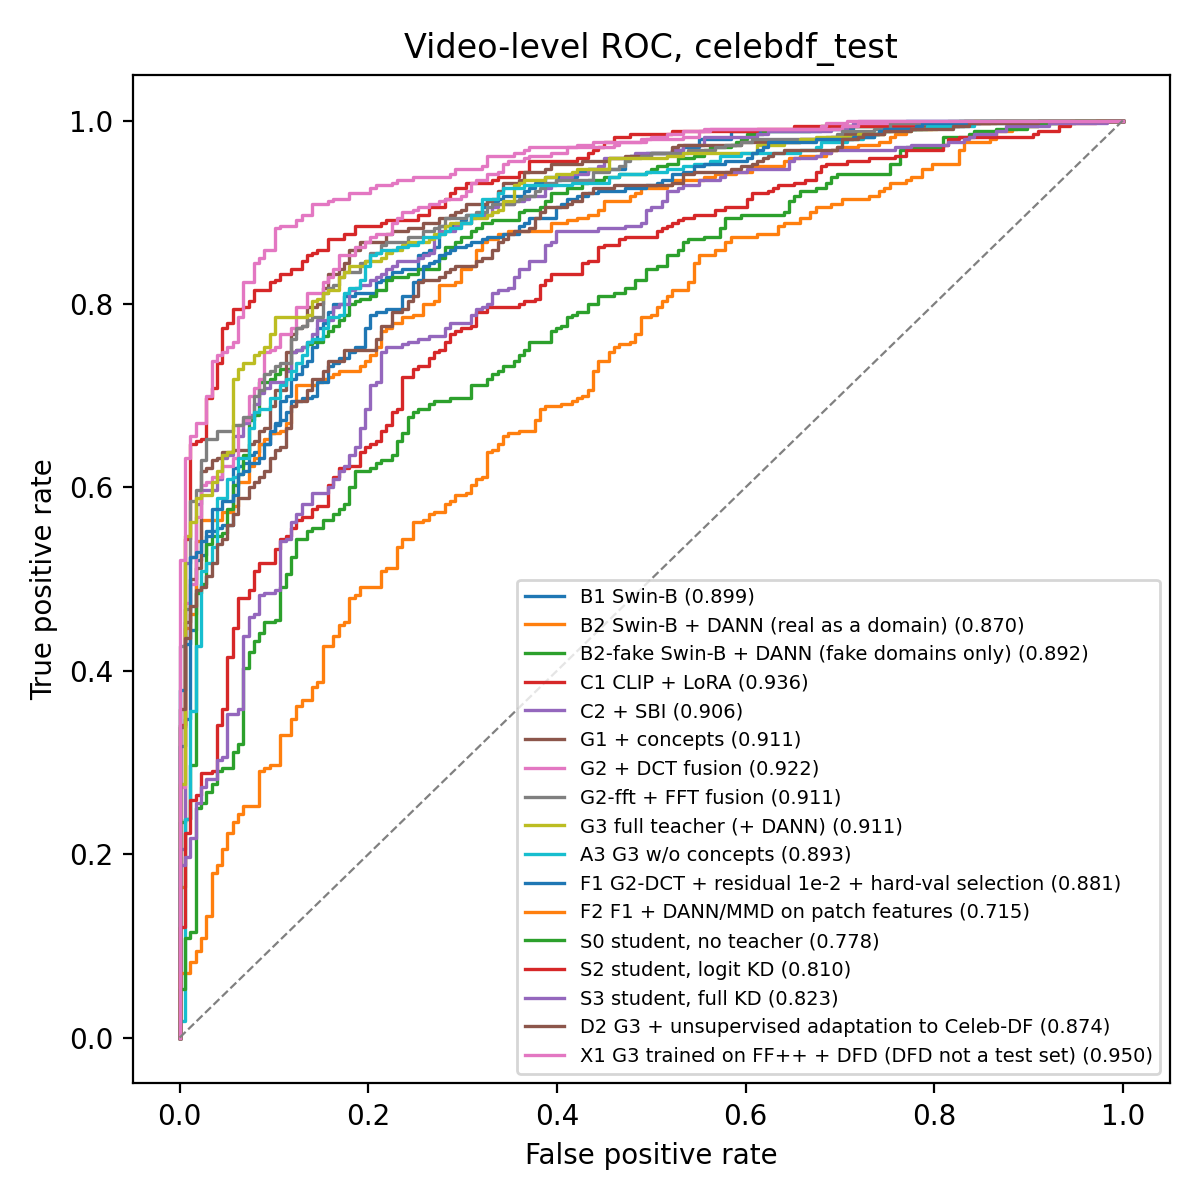 Video-level ROC, celebdf_test
True positive rate
1.0
0.8
0.6
0.4
0.2
0.0
B1 Swin-B (0.899)
B2 Swin-B + DANN (real as a domain) (0.870)
B2-fake Swin-B + DANN (fake domains only) (0.892)
C1 CLIP + LoRA (0.936)
C2 + SBI (0.906)
G1 + concepts (0.911)
G2 + DCT fusion (0.922)
G2-fft + FFT fusion (0.911)
G3 full teacher (+ DANN) (0.911)
A3 G3 w/o concepts (0.893)
F1 G2-DCT + residual 1e-2 + hard-val selection (0.881)
F2 F1 + DANN/MMD on patch features (0.715)
S0 student, no teacher (0.778)
S2 student, logit KD (0.810)
S3 student, full KD (0.823)
D2 G3 + unsupervised adaptation to Celeb-DF (0.874)
X1 G3 trained on FF++ + DFD (DFD not a test set) (0.950)
0.0 0.2 0.4 0.6 0.8 1.0
False positive rate